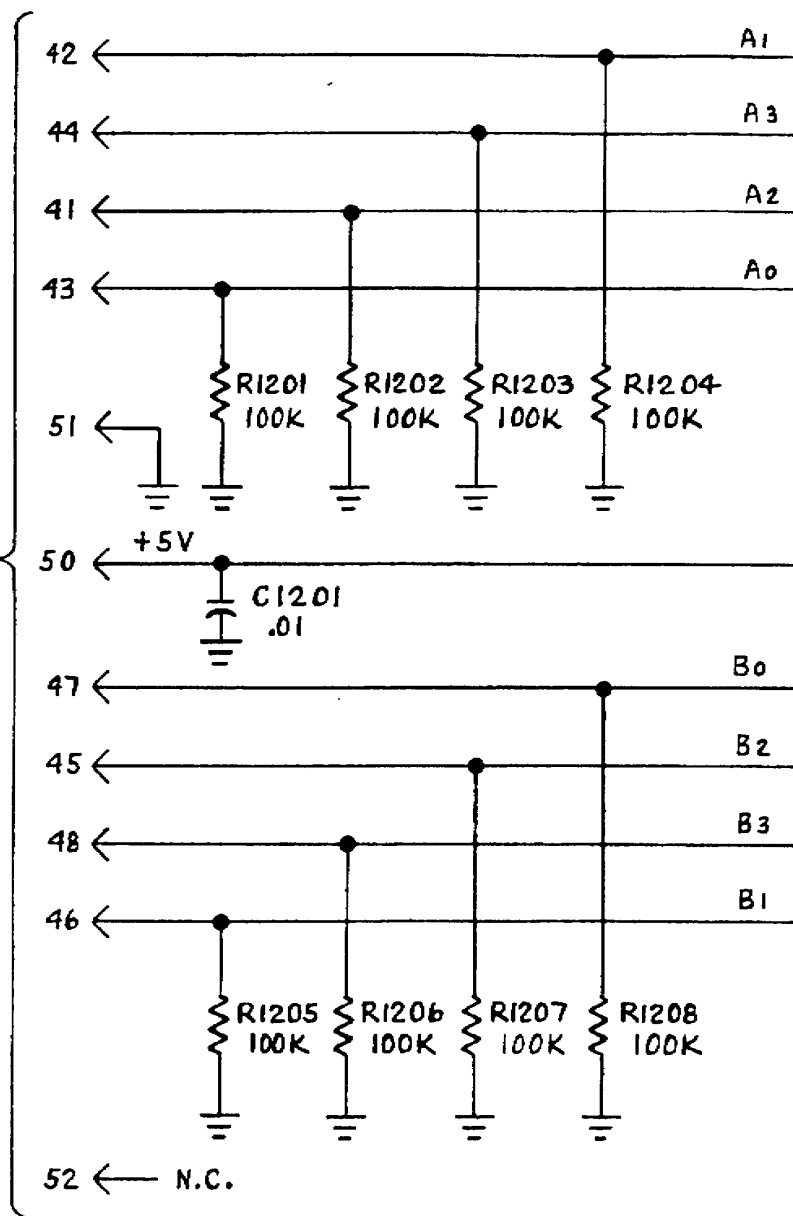 42 A1
44 A3
41 A2
43 A0
R1201 R1202 R1203 R1204
100K 100K 100K 100K
51
+5V
50
C1201
.01
47 B0
45 B2
48 B3
46 B1
R1205 R1206 R1207 R1208
100K 100K 100K 100K
52 N.C.